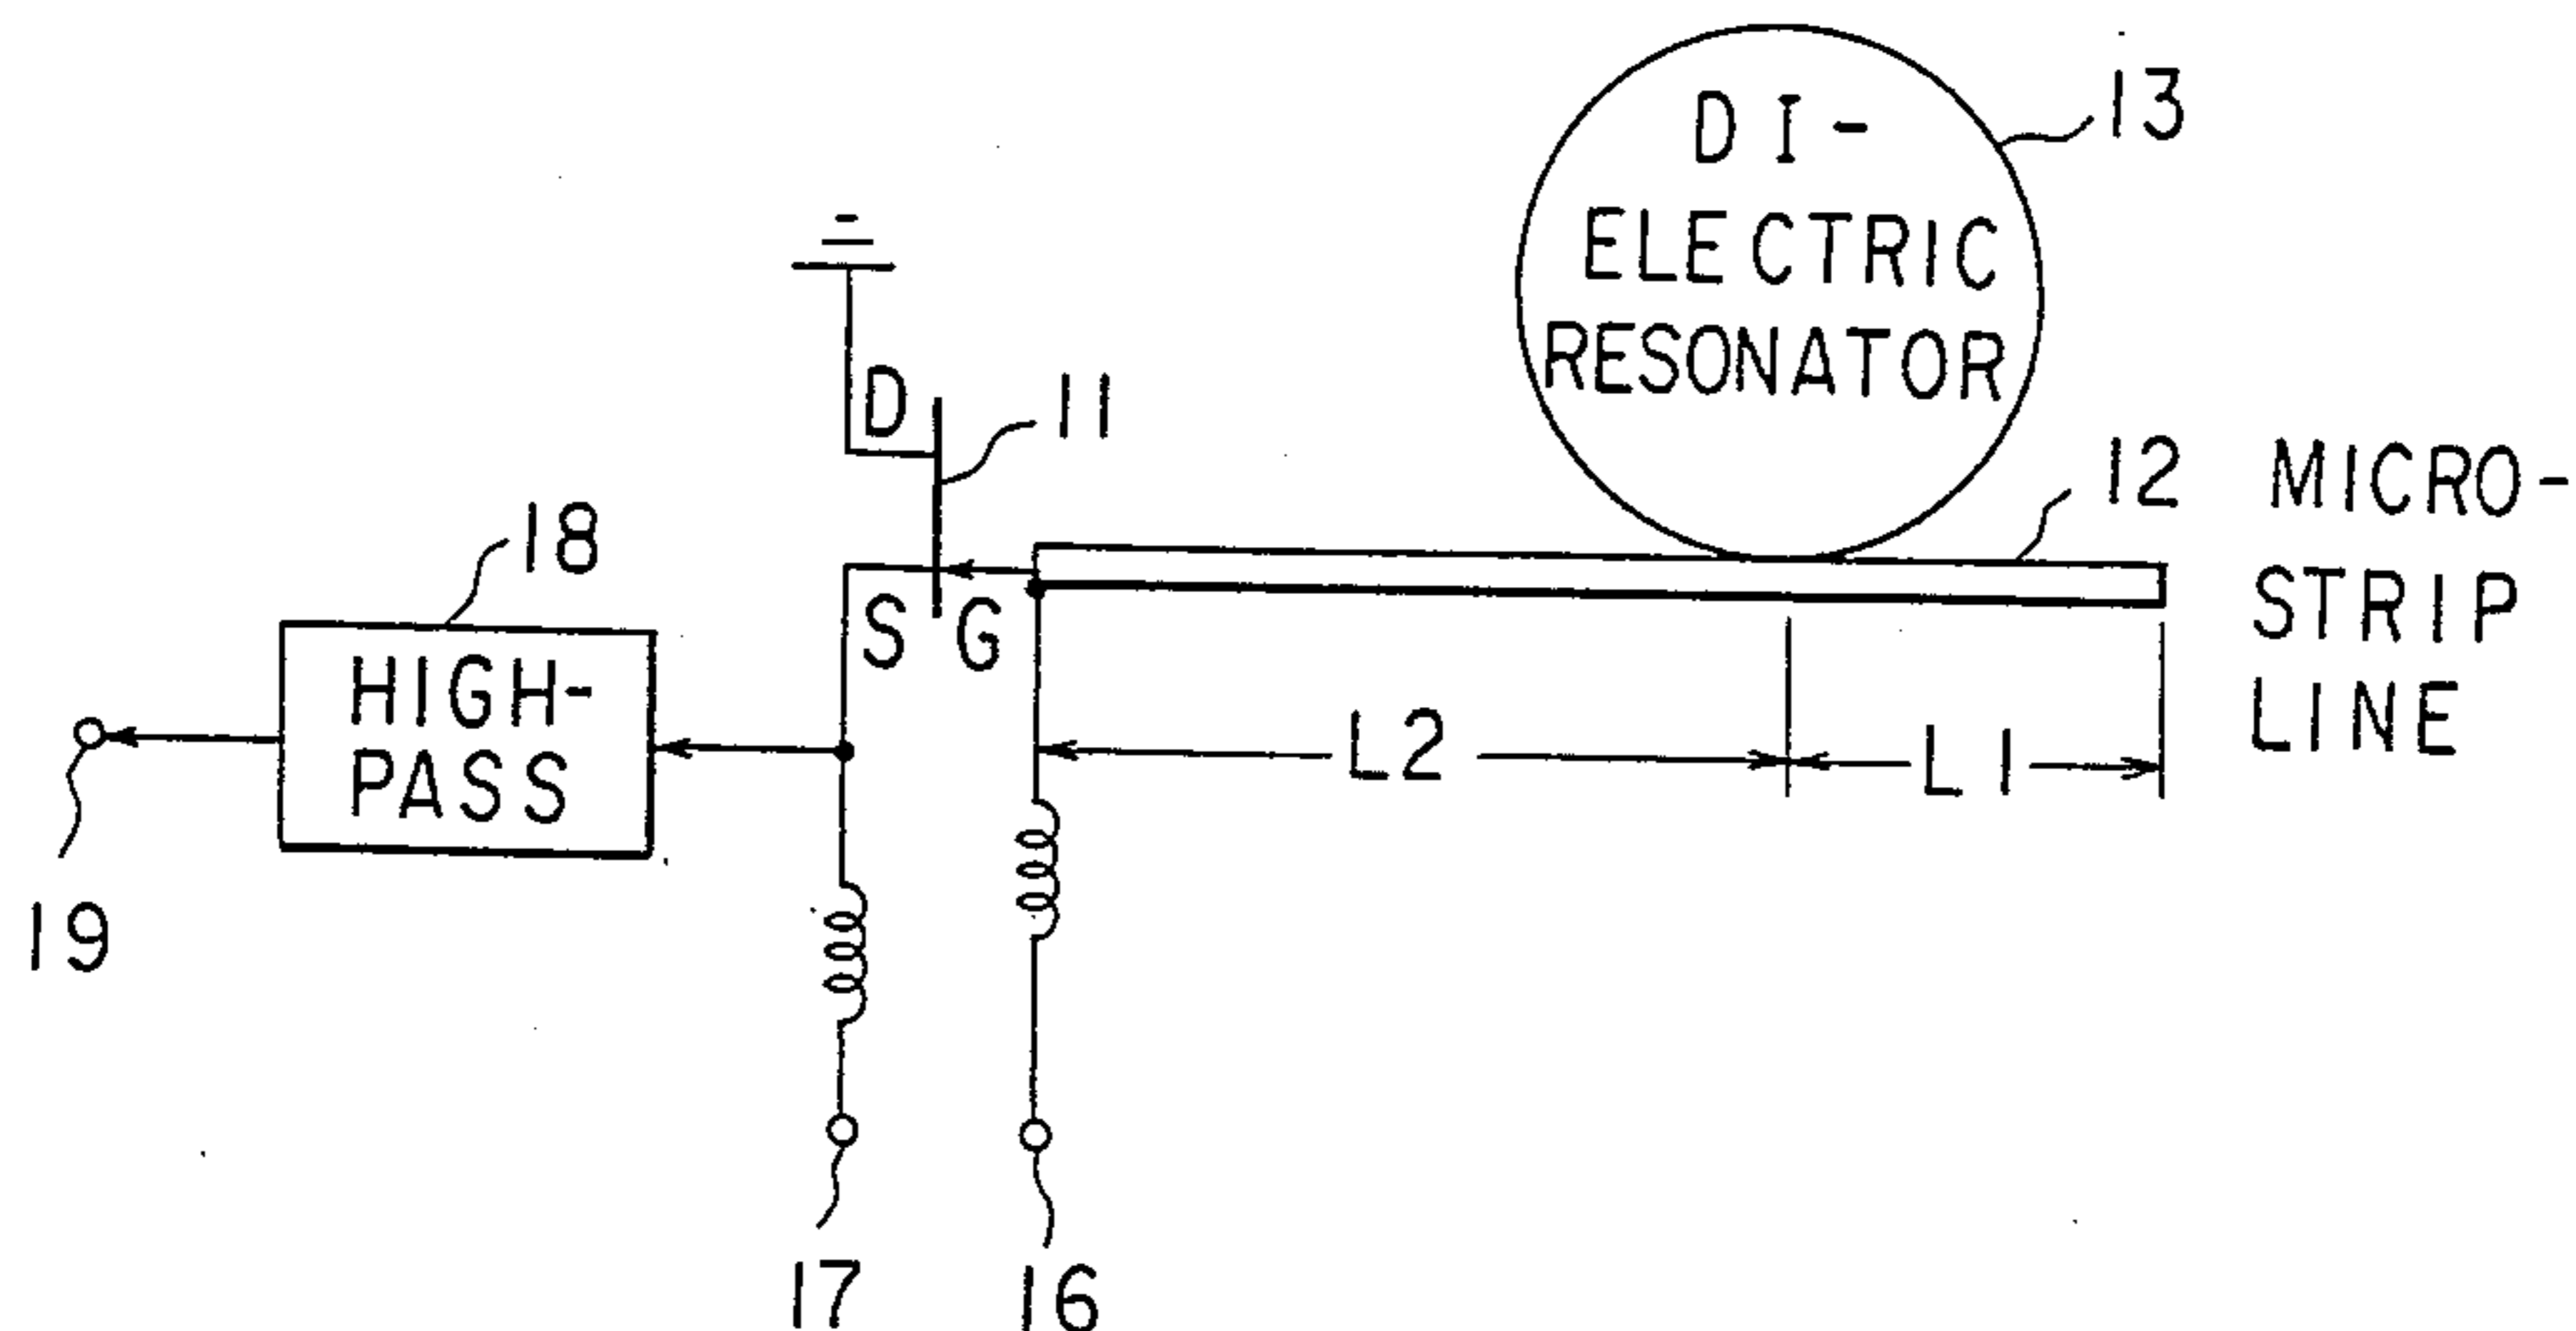 DI-
ELECTRIC
RESONATOR
13
D
11
12
MICRO-
STRIP
LINE
18
S
G
HIGH-
PASS
L2
L1
19
17
16